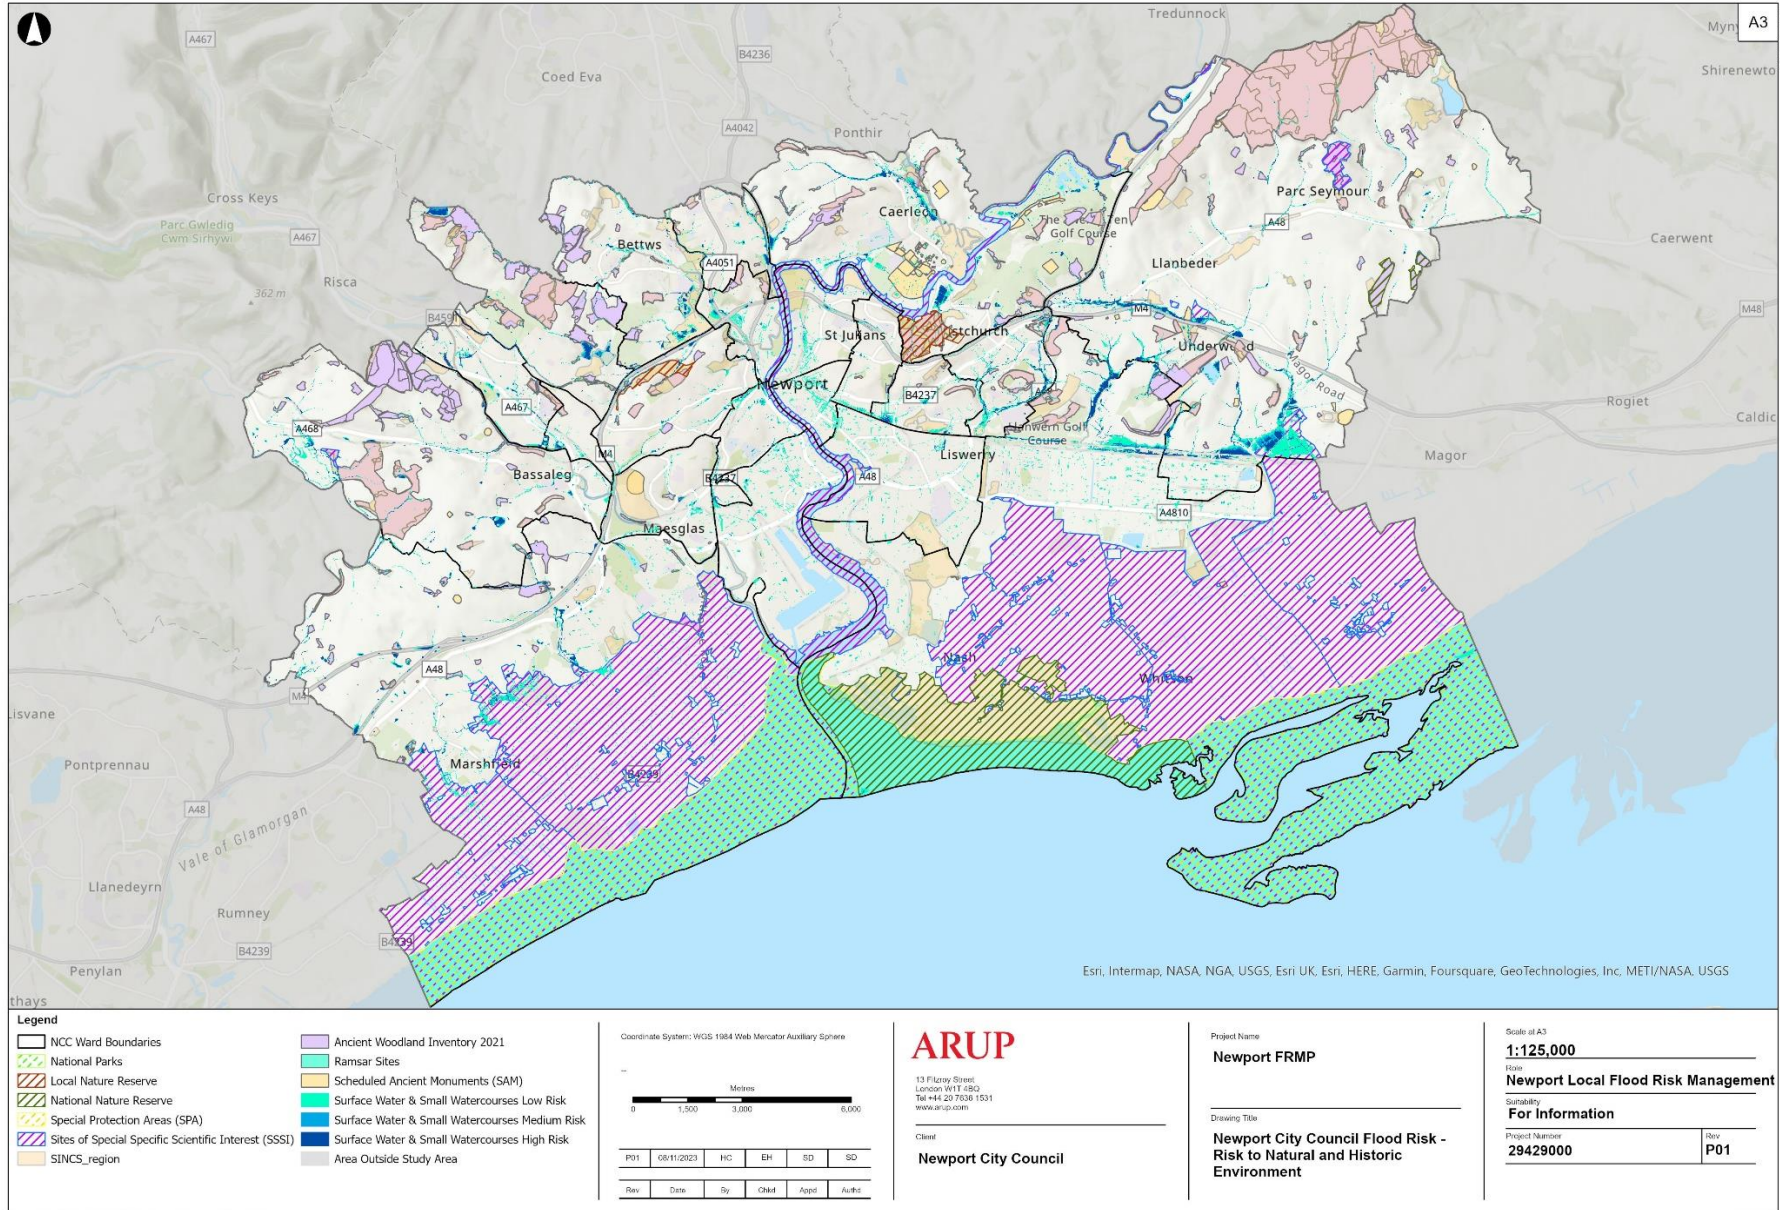 A3
Tredunnock
Myn
Shirenewto
A467
B4236
Coed Eva
A4042
Ponthir
Cross Keys
Parc Gwledig
Cwm Sirhywi
A467
Risca
362 m
B459
Bettws
A4051
Caerleon
Golf Course
Parc Seymour
A48
Caerwent
Llanbeder
M4
M48
St Julians
stchurch
Underwood
Magor Road
Newport
B4237
Rogiet
Caldic
A467
A468
M4
Llanwern Golf
Course
Magor
Liswerry
Bassaleg
B4237
A48
A4810
Maesglas
Nash
Whitson
A48
M4
Lisvane
Marshfield
B4239
Pontprennau
A48
Vale of Glamorgan
Llanedeyrn
Rumney
B4239
B4239
Penylan
thays
Esri, Intermap, NASA, NGA, USGS, Esri UK, Esri, HERE, Garmin, Foursquare, GeoTechnologies, Inc, METI/NASA, USGS
Legend
NCC Ward Boundaries
National Parks
Local Nature Reserve
National Nature Reserve
Special Protection Areas (SPA)
Sites of Special Specific Scientific Interest (SSSI)
SINCS_region
Ancient Woodland Inventory 2021
Ramsar Sites
Scheduled Ancient Monuments (SAM)
Surface Water & Small Watercourses Low Risk
Surface Water & Small Watercourses Medium Risk
Surface Water & Small Watercourses High Risk
Area Outside Study Area
Coordinate System: WGS 1984 Web Mercator Auxiliary Sphere
Metres
0 1,500 3,000 6,000
P01 08/11/2023 HC EH SD SD
Rev Date By Chkd Appd Authd
ARUP
13 Fitzroy Street
London W1T 4BQ
Tel +44 20 7636 1531
www.arup.com
Client
Newport City Council
Project Name
Newport FRMP
Drawing Title
Newport City Council Flood Risk -
Risk to Natural and Historic
Environment
Scale at A3
1:125,000
Role
Newport Local Flood Risk Management
Suitability
For Information
Project Number
29429000
Rev
P01